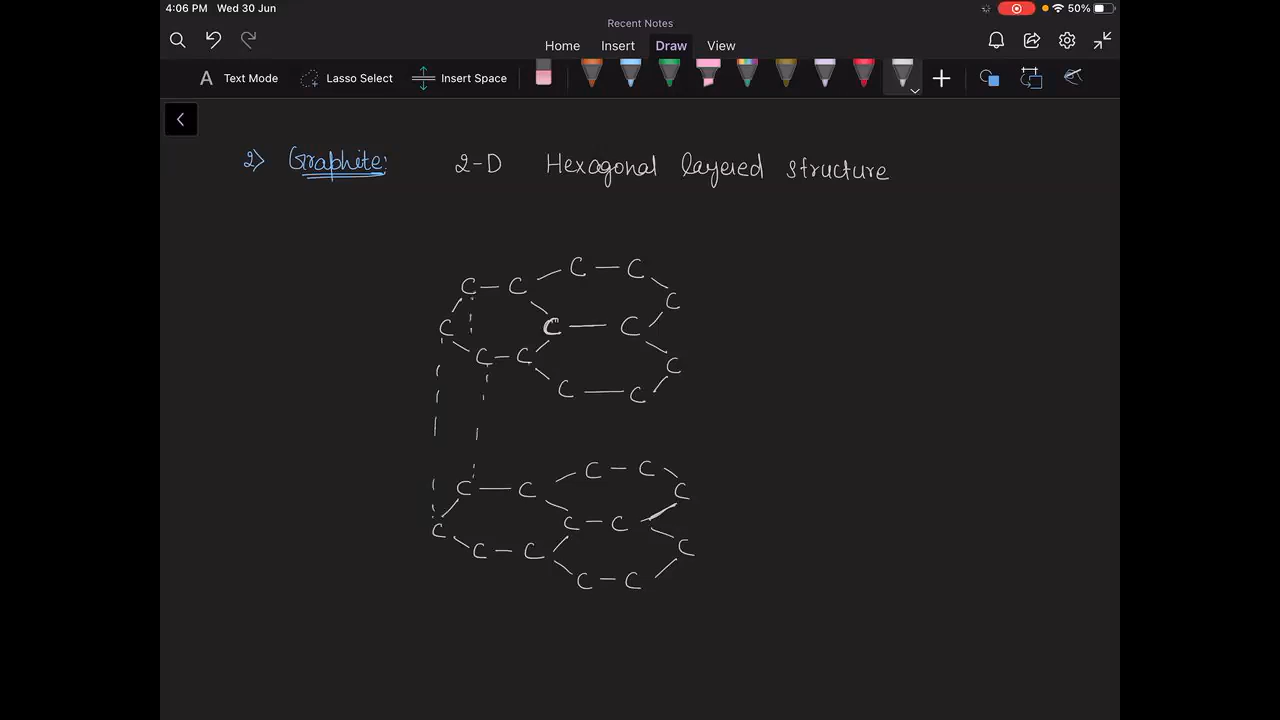 4:06 PM Wed 30 Jun 50%
Recent Notes
Home Insert Draw View
A Text Mode Lasso Select Insert Space
2) Graphite: 2-D Hexagonal layered structure
C C
C C
C
C C C
C C
C
C C
C C
C C C
C C
C C C
C C
C C